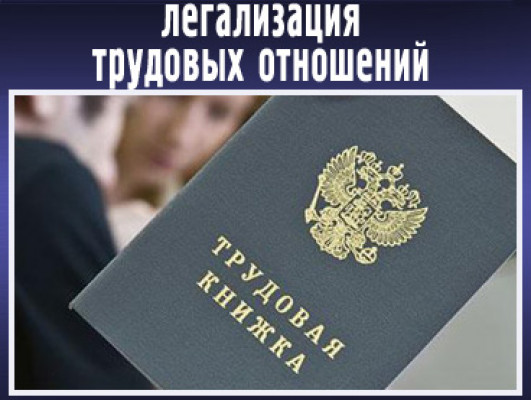 легализация
трудовых отношений
ТРУДОВАЯ
КНИЖКА